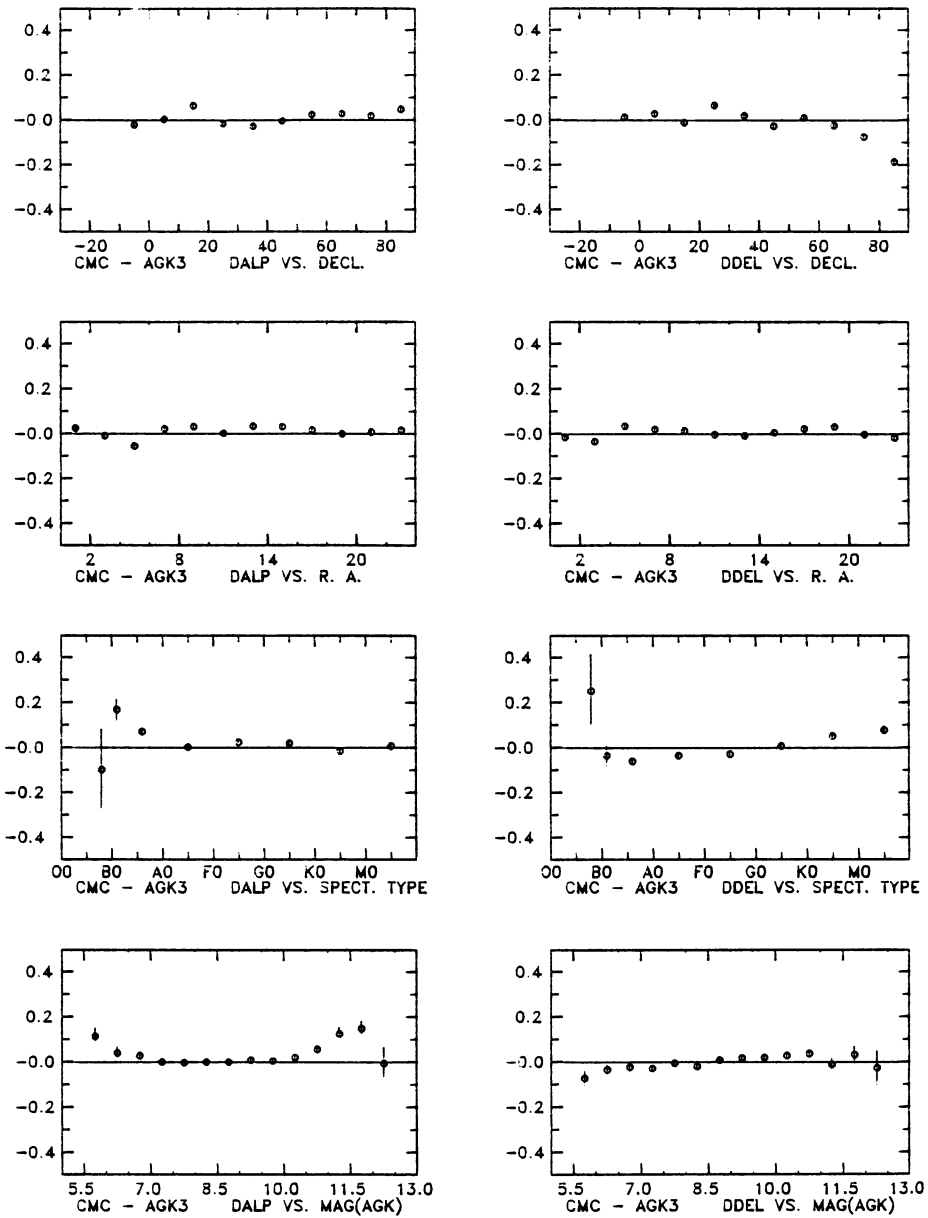 0.4 0.4
0.2 0.2
-0.0 -0.0
-0.2 -0.2
-0.4 -0.4
-20 0 20 40 60 80 -20 0 20 40 60 80
CMC - AGK3 DALP VS. DECL. CMC - AGK3 DDEL VS. DECL.
0.4 0.4
0.2 0.2
-0.0 -0.0
-0.2 -0.2
-0.4 -0.4
2 8 14 20 2 8 14 20
CMC - AGK3 DALP VS. R. A. CMC - AGK3 DDEL VS. R. A.
0.4 0.4
0.2 0.2
-0.0 -0.0
-0.2 -0.2
-0.4 -0.4
O0 B0 A0 F0 G0 K0 M0 O0 B0 A0 F0 G0 K0 M0
CMC - AGK3 DALP VS. SPECT. TYPE CMC - AGK3 DDEL VS. SPECT. TYPE
0.4 0.4
0.2 0.2
-0.0 -0.0
-0.2 -0.2
-0.4 -0.4
5.5 7.0 8.5 10.0 11.5 13.0 5.5 7.0 8.5 10.0 11.5 13.0
CMC - AGK3 DALP VS. MAG(AGK) CMC - AGK3 DDEL VS. MAG(AGK)